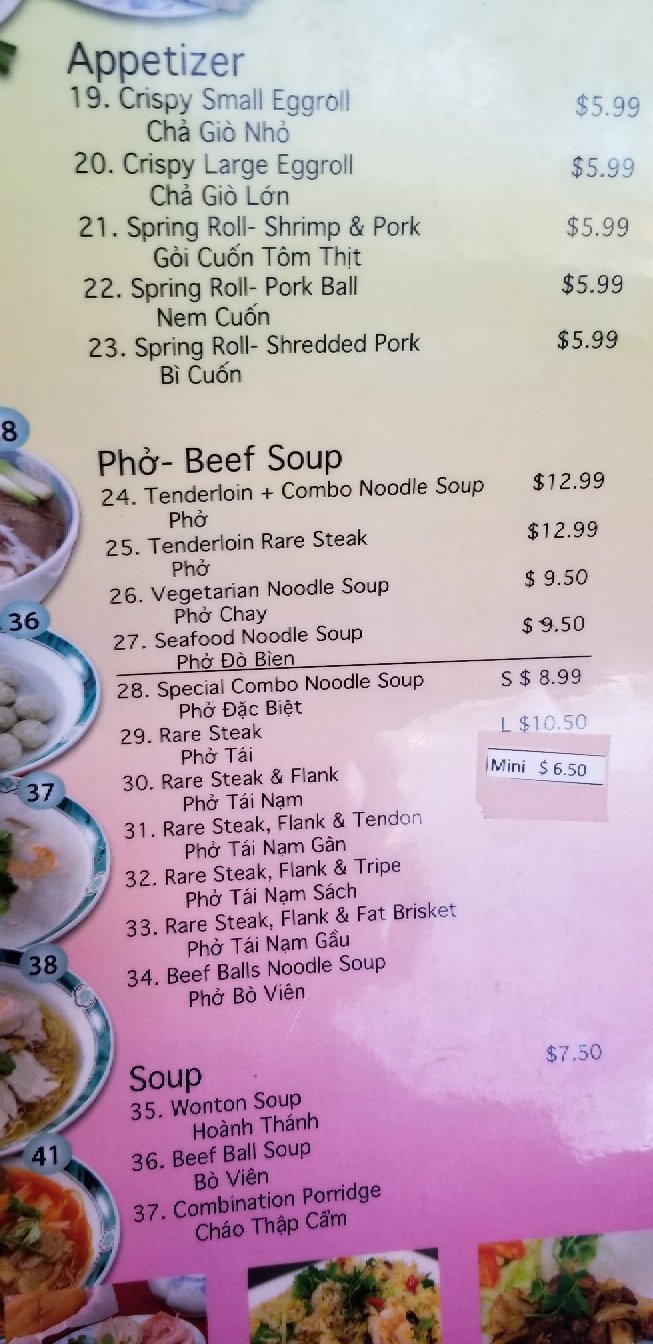 Appetizer
19. Crispy Small Eggroll $5.99
Chả Giò Nhỏ
20. Crispy Large Eggroll $5.99
Chả Giò Lớn
21. Spring Roll- Shrimp & Pork $5.99
Gỏi Cuốn Tôm Thịt
22. Spring Roll- Pork Ball $5.99
Nem Cuốn
23. Spring Roll- Shredded Pork $5.99
Bì Cuốn
8
Phở- Beef Soup
24. Tenderloin + Combo Noodle Soup $12.99
Phở
25. Tenderloin Rare Steak $12.99
Phở
26. Vegetarian Noodle Soup $ 9.50
Phở Chay
36
27. Seafood Noodle Soup $ 9.50
Phở Đò Bìen
28. Special Combo Noodle Soup S $ 8.99
Phở Đặc Biệt
29. Rare Steak L $10.50
Phở Tái
Mini $ 6.50
37
30. Rare Steak & Flank
Phở Tái Nạm
31. Rare Steak, Flank & Tendon
Phở Tái Nạm Gân
32. Rare Steak, Flank & Tripe
Phở Tái Nạm Sách
33. Rare Steak, Flank & Fat Brisket
Phở Tái Nạm Gầu
38
34. Beef Balls Noodle Soup
Phở Bò Viên
Soup $7.50
35. Wonton Soup
Hoành Thánh
41
36. Beef Ball Soup
Bò Viên
37. Combination Porridge
Cháo Thập Cẩm